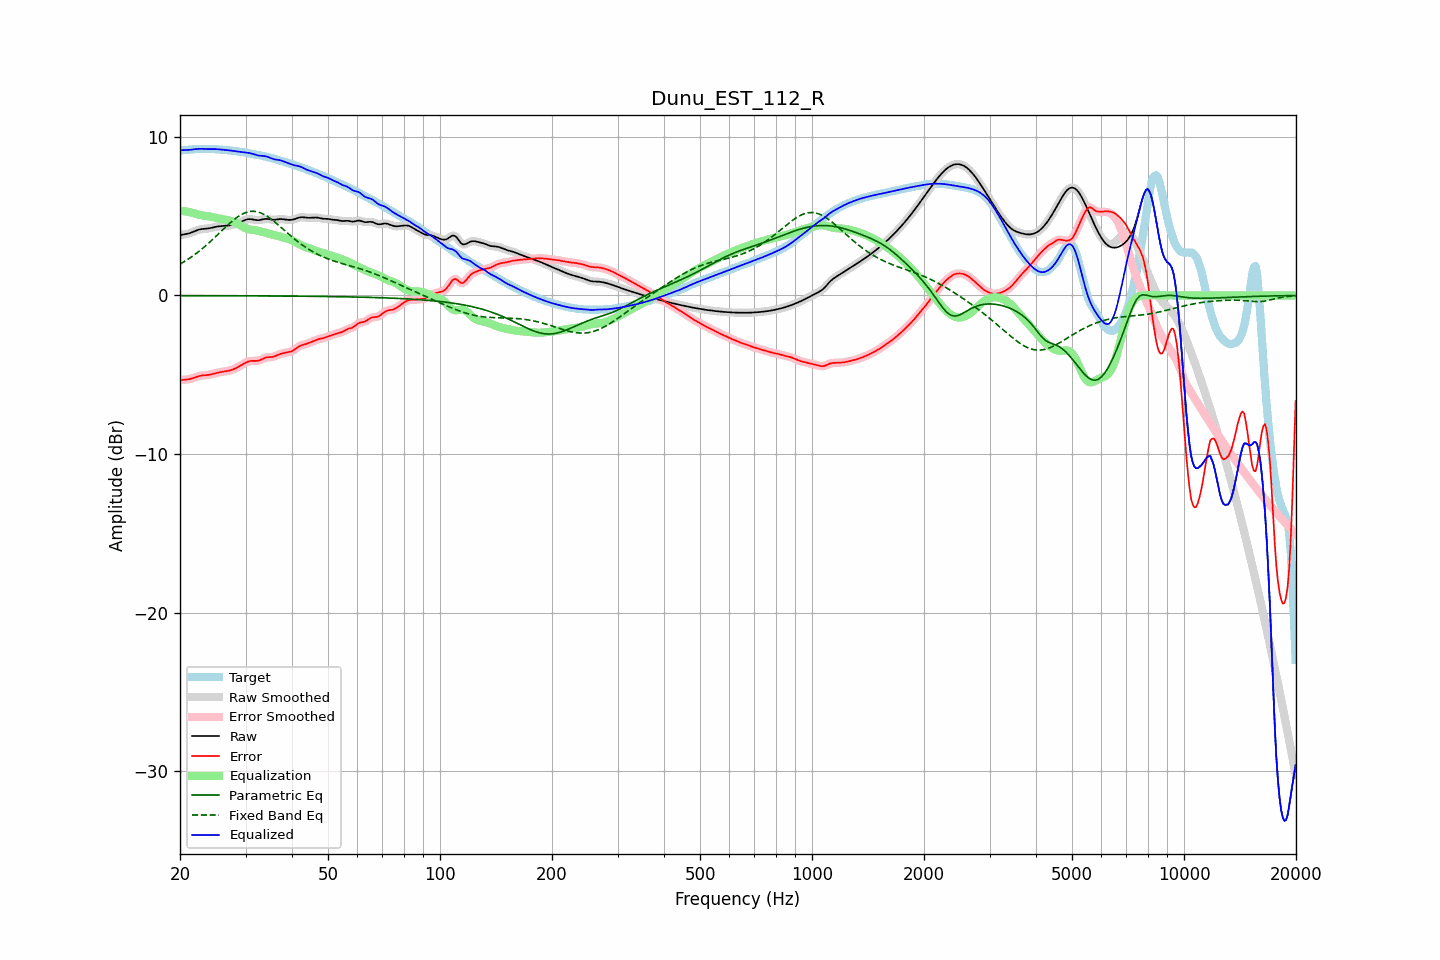 Dunu_EST_112_R
10
0
−10
−20
−30
Amplitude (dBr)
Target
Raw Smoothed
Error Smoothed
Raw
Error
Equalization
Parametric Eq
Fixed Band Eq
Equalized
20 50 100 200 500 1000 2000 5000 10000 20000
Frequency (Hz)